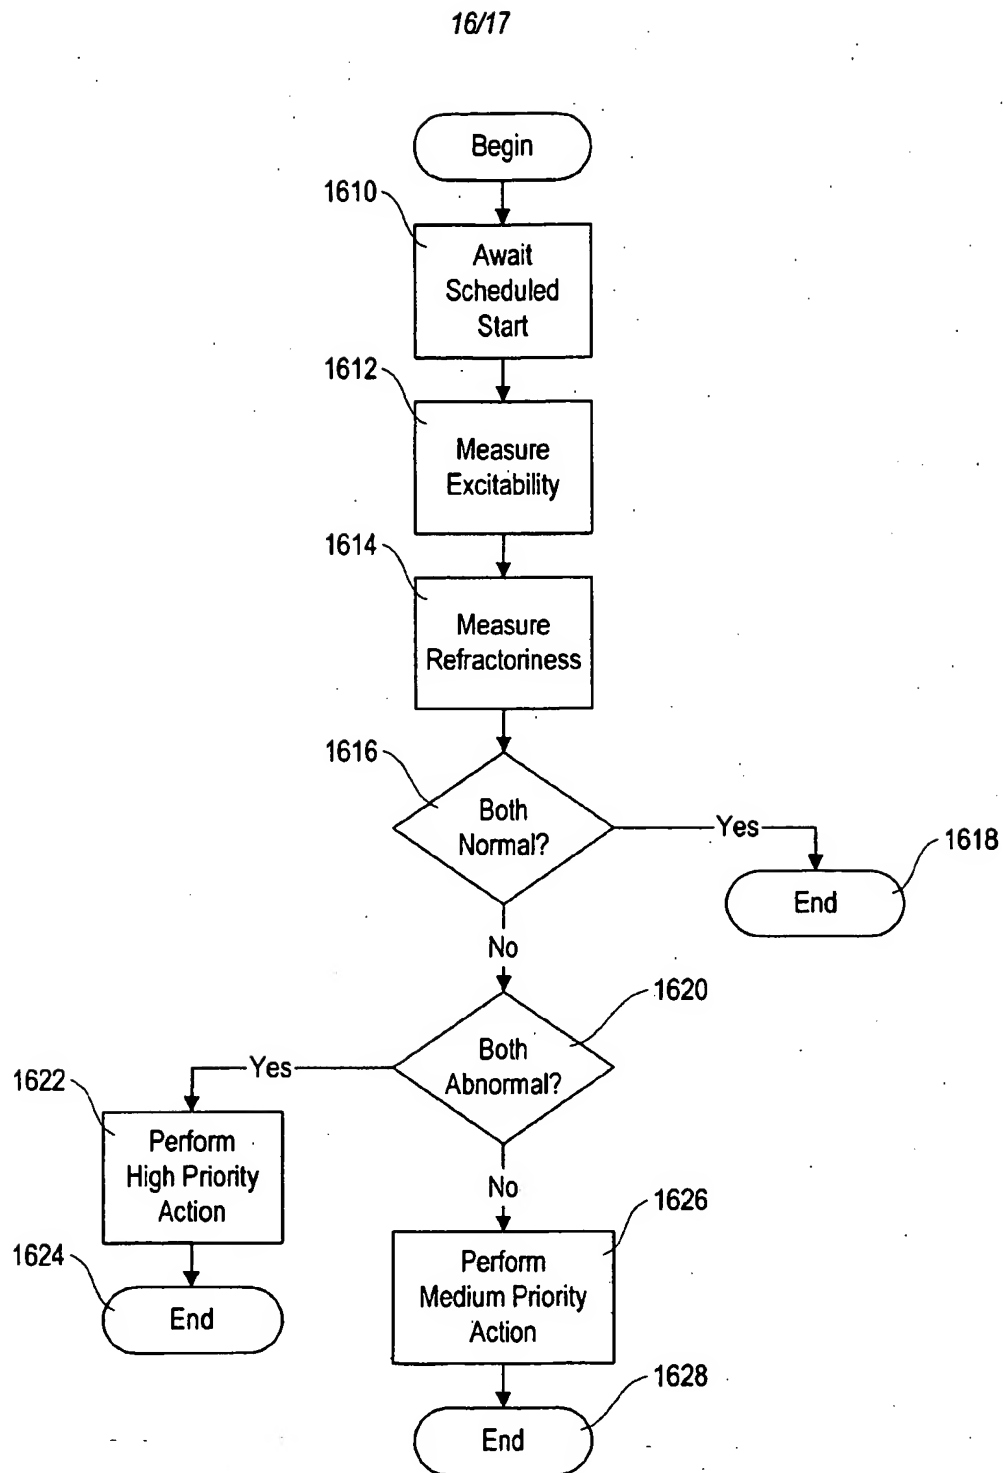 16/17
Begin
1610
Await
Scheduled
Start
1612
Measure
Excitability
1614
Measure
Refractoriness
1616
Both
Normal?
Yes
1618
End
No
1620
Both
Abnormal?
Yes
1622
Perform
High Priority
Action
1624
End
No
1626
Perform
Medium Priority
Action
1628
End